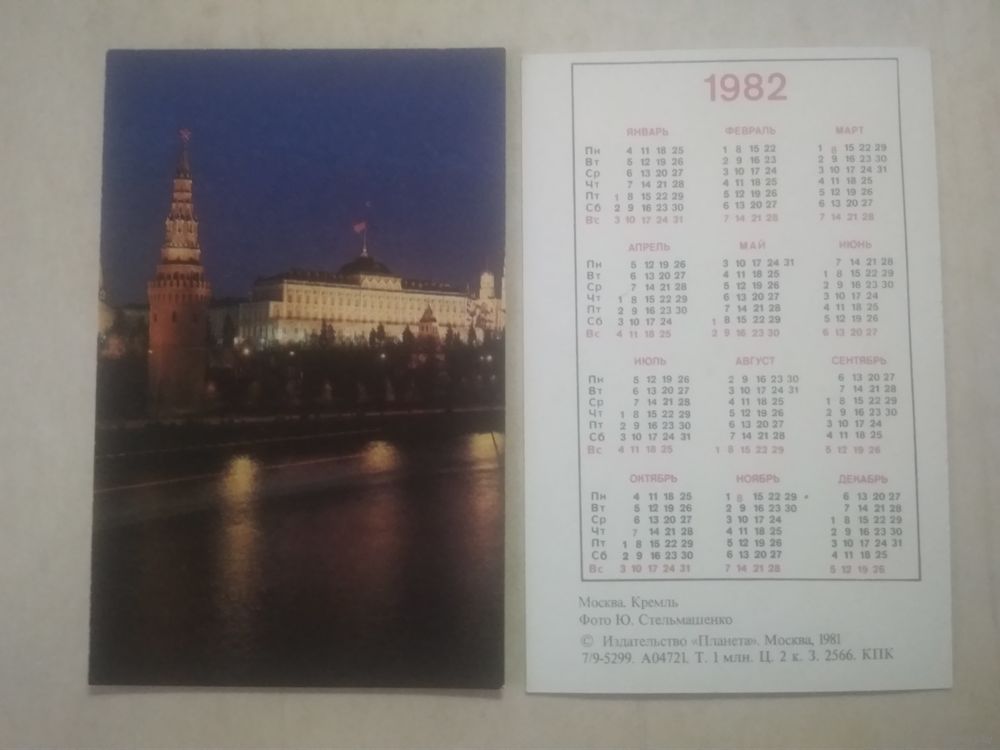 1982
ЯНВАРЬ ФЕВРАЛЬ МАРТ
Пн 4 11 18 25 1 8 15 22 1 8 15 22 29
Вт 5 12 19 26 2 9 16 23 2 9 16 23 30
Ср 6 13 20 27 3 10 17 24 3 10 17 24 31
Чт 7 14 21 28 4 11 18 25 4 11 18 25
Пт 1 8 15 22 29 5 12 19 26 5 12 19 26
Сб 2 9 16 23 30 6 13 20 27 6 13 20 27
Вс 3 10 17 24 31 7 14 21 28 7 14 21 28
АПРЕЛЬ МАЙ ИЮНЬ
Пн 5 12 19 26 3 10 17 24 31 7 14 21 28
Вт 6 13 20 27 4 11 18 25 1 8 15 22 29
Ср 7 14 21 28 5 12 19 26 2 9 16 23 30
Чт 1 8 15 22 29 6 13 20 27 3 10 17 24
Пт 2 9 16 23 30 7 14 21 28 4 11 18 25
Сб 3 10 17 24 1 8 15 22 29 5 12 19 26
Вс 4 11 18 25 2 9 16 23 30 6 13 20 27
ИЮЛЬ АВГУСТ СЕНТЯБРЬ
Пн 5 12 19 26 2 9 16 23 30 6 13 20 27
Вт 6 13 20 27 3 10 17 24 31 7 14 21 28
Ср 7 14 21 28 4 11 18 25 1 8 15 22 29
Чт 1 8 15 22 29 5 12 19 26 2 9 16 23 30
Пт 2 9 16 23 30 6 13 20 27 3 10 17 24
Сб 3 10 17 24 31 7 14 21 28 4 11 18 25
Вс 4 11 18 25 1 8 15 22 29 5 12 19 26
ОКТЯБРЬ НОЯБРЬ ДЕКАБРЬ
Пн 4 11 18 25 1 8 15 22 29 6 13 20 27
Вт 5 12 19 26 2 9 16 23 30 7 14 21 28
Ср 6 13 20 27 3 10 17 24 1 8 15 22 29
Чт 7 14 21 28 4 11 18 25 2 9 16 23 30
Пт 1 8 15 22 29 5 12 19 26 3 10 17 24 31
Сб 2 9 16 23 30 6 13 20 27 4 11 18 25
Вс 3 10 17 24 31 7 14 21 28 5 12 19 26
Москва. Кремль
Фото Ю. Стельмашенко
© Издательство «Планета». Москва, 1981
7/9-5299. А04721. Т. 1 млн. Ц. 2 к. З. 2566. КПК